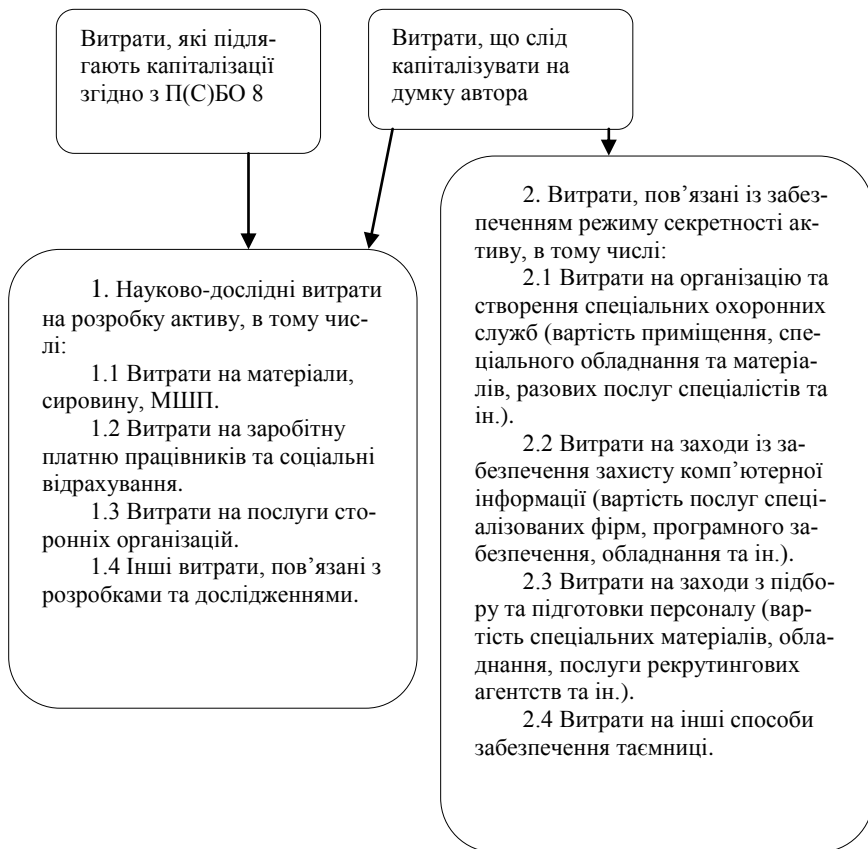 Витрати, які підля-
гають капіталізації
згідно з П(С)БО 8
Витрати, що слід
капіталізувати на
думку автора
1. Науково-дослідні витрати
на розробку активу, в тому чис-
лі:
1.1 Витрати на матеріали,
сировину, МШП.
1.2 Витрати на заробітну
платню працівників та соціальні
відрахування.
1.3 Витрати на послуги сто-
ронніх організацій.
1.4 Інші витрати, пов’язані з
розробками та дослідженнями.
2. Витрати, пов’язані із забез-
печенням режиму секретності ак-
тиву, в тому числі:
2.1 Витрати на організацію та
створення спеціальних охоронних
служб (вартість приміщення, спе-
ціального обладнання та матеріа-
лів, разових послуг спеціалістів та
ін.).
2.2 Витрати на заходи із за-
безпечення захисту комп’ютерної
інформації (вартість послуг спеці-
алізованих фірм, програмного за-
безпечення, обладнання та ін.).
2.3 Витрати на заходи з підбо-
ру та підготовки персоналу (вар-
тість спеціальних матеріалів, обла-
днання, послуги рекрутингових
агентств та ін.).
2.4 Витрати на інші способи
забезпечення таємниці.